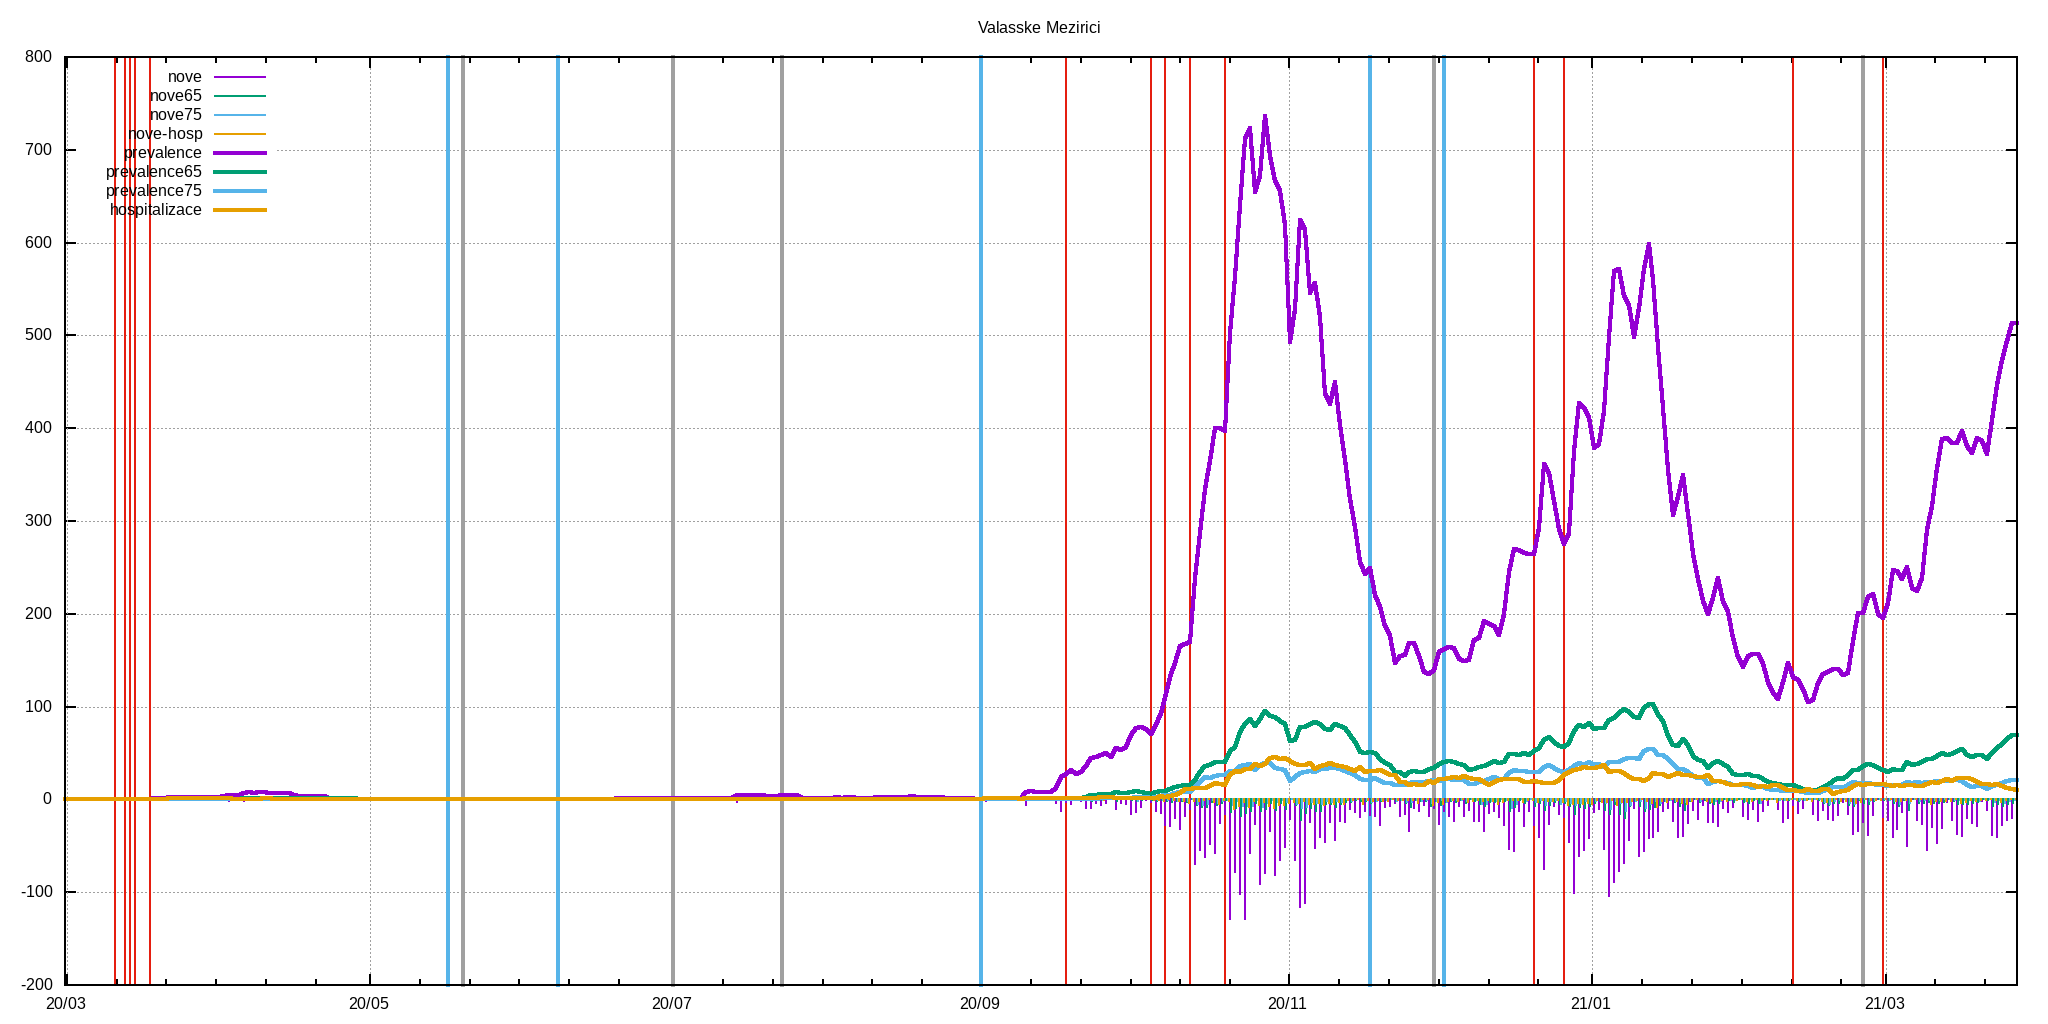 Valasske Mezirici
800
700
600
500
400
300
200
100
0
-100
-200
nove
nove65
nove75
nove-hosp
prevalence
prevalence65
prevalence75
hospitalizace
20/03 20/05 20/07 20/09 20/11 21/01 21/03